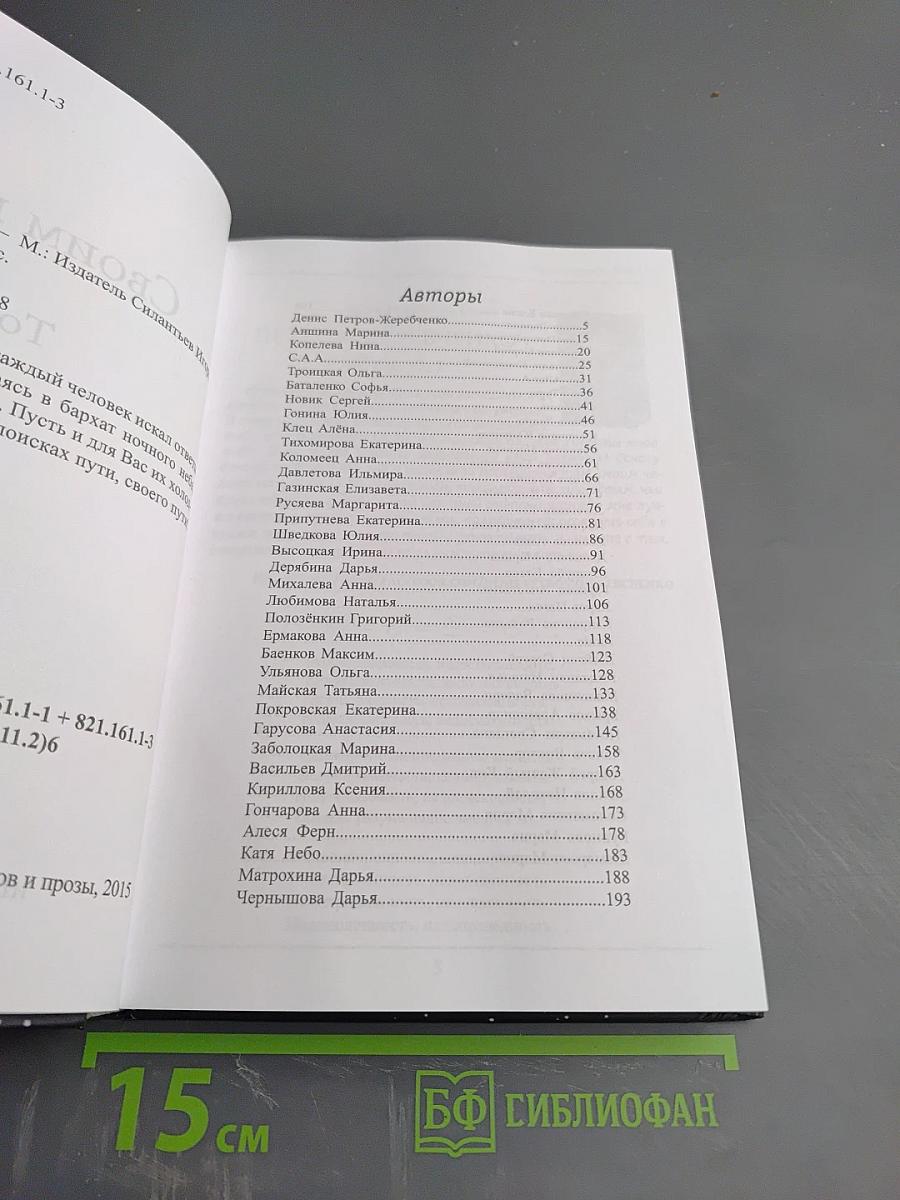 .161.1-3
– М.: Издатель Силантьев Игорь
с.
8
каждый человек искал ответы
ясь в бархат ночного неба
. Пусть и для Вас их холод
поисках пути, своего пути
61.1-1 + 821.161.1-3
11.2)6
ов и прозы, 2015
Авторы
Денис Петров-Жеребченко..........5
Аншина Марина..........15
Копелева Нина..........20
С.А.А..........25
Троицкая Ольга..........31
Баталенко Софья..........36
Новик Сергей..........41
Гонина Юлия..........46
Клец Алёна..........51
Тихомирова Екатерина..........56
Коломеец Анна..........61
Давлетова Ильмира..........66
Газинская Елизавета..........71
Русяева Маргарита..........76
Припутнева Екатерина..........81
Шведкова Юлия..........86
Высоцкая Ирина..........91
Дерябина Дарья..........96
Михалева Анна..........101
Любимова Наталья..........106
Полозёнкин Григорий..........113
Ермакова Анна..........118
Баенков Максим..........123
Ульянова Ольга..........128
Майская Татьяна..........133
Покровская Екатерина..........138
Гарусова Анастасия..........145
Заболоцкая Марина..........158
Васильев Дмитрий..........163
Кириллова Ксения..........168
Гончарова Анна..........173
Алеся Ферн..........178
Катя Небо..........183
Матрохина Дарья..........188
Чернышова Дарья..........193
15 см
БФ СИБЛИОФАН